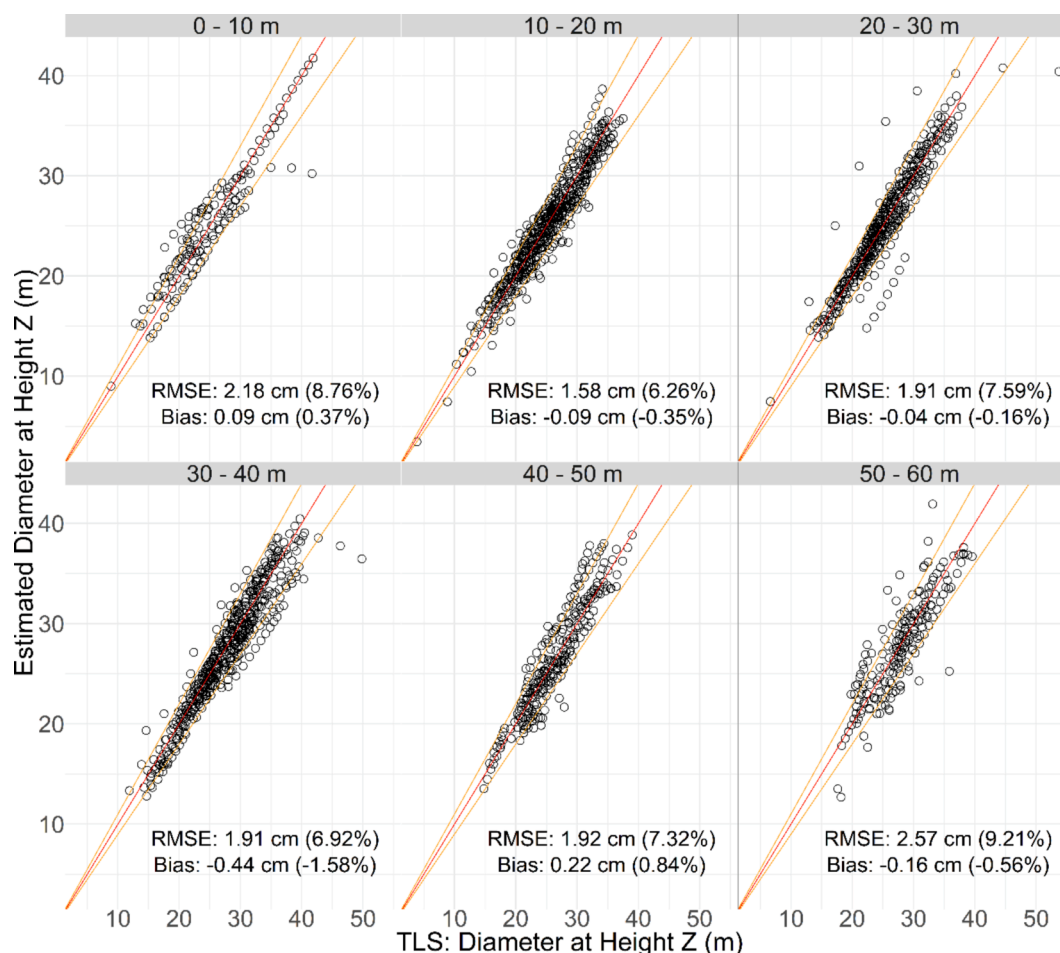 0 - 10 m
10 - 20 m
20 - 30 m
40
30
20
10
RMSE: 2.18 cm (8.76%)
Bias: 0.09 cm (0.37%)
RMSE: 1.58 cm (6.26%)
Bias: -0.09 cm (-0.35%)
RMSE: 1.91 cm (7.59%)
Bias: -0.04 cm (-0.16%)
Estimated Diameter at Height Z (m)
30 - 40 m
40 - 50 m
50 - 60 m
40
30
20
10
RMSE: 1.91 cm (6.92%)
Bias: -0.44 cm (-1.58%)
RMSE: 1.92 cm (7.32%)
Bias: 0.22 cm (0.84%)
RMSE: 2.57 cm (9.21%)
Bias: -0.16 cm (-0.56%)
10 20 30 40 50
10 20 30 40 50
10 20 30 40 50
TLS: Diameter at Height Z (m)